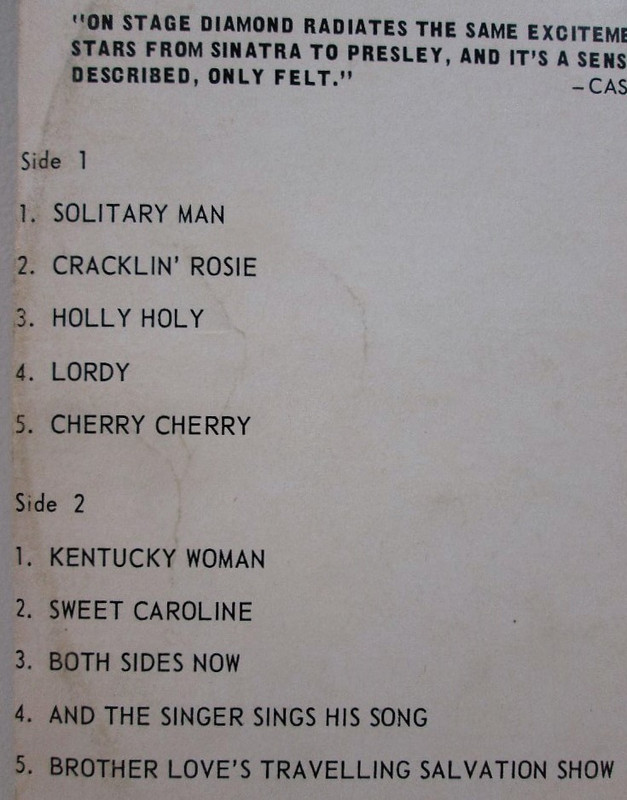 "ON STAGE DIAMOND RADIATES THE SAME
STARS FROM SINATRA TO PRESLEY, AND IT'S A
DESCRIBED, ONLY FELT."
Side 1
1. SOLITARY MAN
2. CRACKLIN' ROSIE
3. HOLLY HOLY
4. LORDY
5. CHERRY CHERRY
Side 2
1. KENTUCKY WOMAN
2. SWEET CAROLINE
3. BOTH SIDES NOW
4. AND THE SINGER SINGS HIS SONG
5. BROTHER LOVE'S TRAVELLING SALVATION SHOW